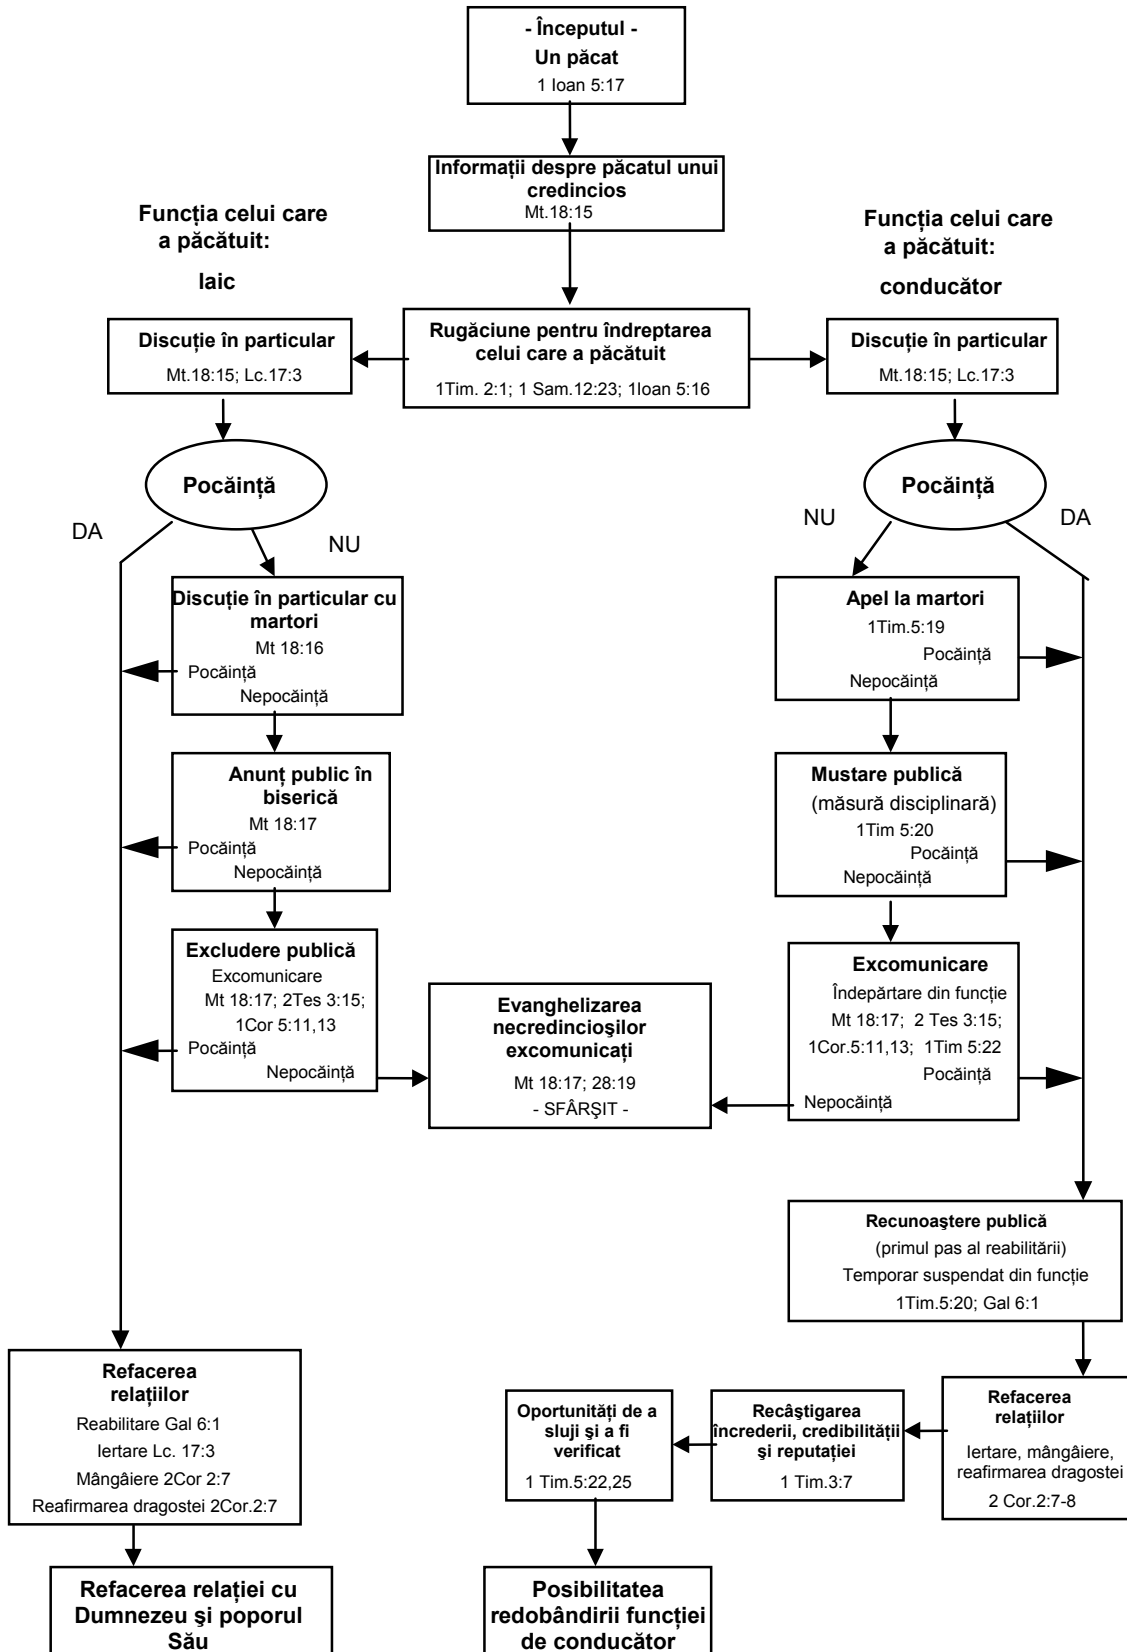 - Începutul -
Un păcat
1 Ioan 5:17
Informații despre păcatul unui
credincios
Mt.18:15
Funcția celui care
a păcătuit:
laic
Funcția celui care
a păcătuit:
conducător
Rugăciune pentru îndreptarea
celui care a păcătuit
1Tim. 2:1; 1 Sam.12:23; 1Ioan 5:16
Discuție în particular
Mt.18:15; Lc.17:3
Discuție în particular
Mt.18:15; Lc.17:3
Pocăință
DA
NU
Pocăință
NU
DA
Discuție în particular cu
martori
Mt 18:16
Pocăință
Nepocăință
Apel la martori
1Tim.5:19
Pocăință
Nepocăință
Anunț public în
biserică
Mt 18:17
Pocăință
Nepocăință
Mustare publică
(măsură disciplinară)
1Tim 5:20
Pocăință
Nepocăință
Excludere publică
Excomunicare
Mt 18:17; 2Tes 3:15;
1Cor 5:11,13
Pocăință
Nepocăință
Evanghelizarea
necredincioşilor
excomunicați
Mt 18:17; 28:19
- SFÂRŞIT -
Excomunicare
Îndepărtare din funcție
Mt 18:17; 2 Tes 3:15;
1Cor.5:11,13; 1Tim 5:22
Pocăință
Nepocăință
Recunoaştere publică
(primul pas al reabilitării)
Temporar suspendat din funcție
1Tim.5:20; Gal 6:1
Refacerea
relațiilor
Reabilitare Gal 6:1
Iertare Lc. 17:3
Mângâiere 2Cor 2:7
Reafirmarea dragostei 2Cor.2:7
Oportunități de a
sluji şi a fi
verificat
1 Tim.5:22,25
Recâştigarea
încrederii, credibilității
şi reputației
1 Tim.3:7
Refacerea
relațiilor
Iertare, mângâiere,
reafirmarea dragostei
2 Cor.2:7-8
Refacerea relației cu
Dumnezeu şi poporul
Său
Posibilitatea
redobândirii funcției
de conducător